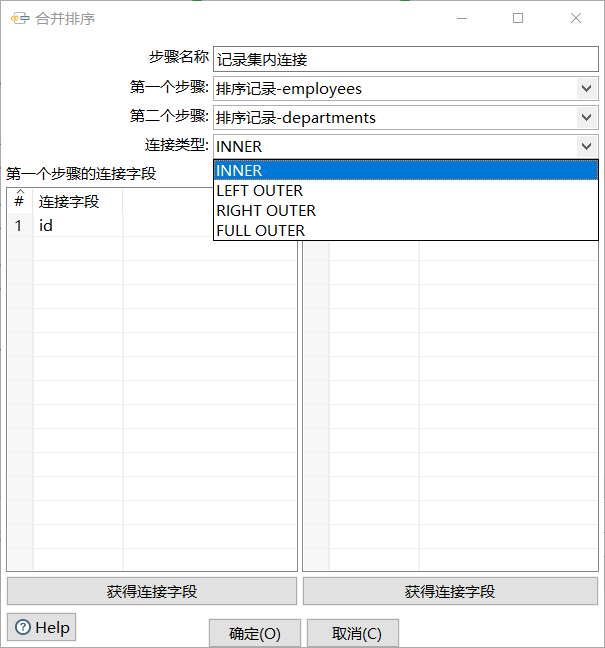 合并排序
步骤名称 记录集内连接
第一个步骤: 排序记录-employees
第二个步骤: 排序记录-departments
连接类型: INNER
INNER
LEFT OUTER
RIGHT OUTER
FULL OUTER
第一个步骤的连接字段
# 连接字段
1 id
获得连接字段 获得连接字段
Help 确定(O) 取消(C)